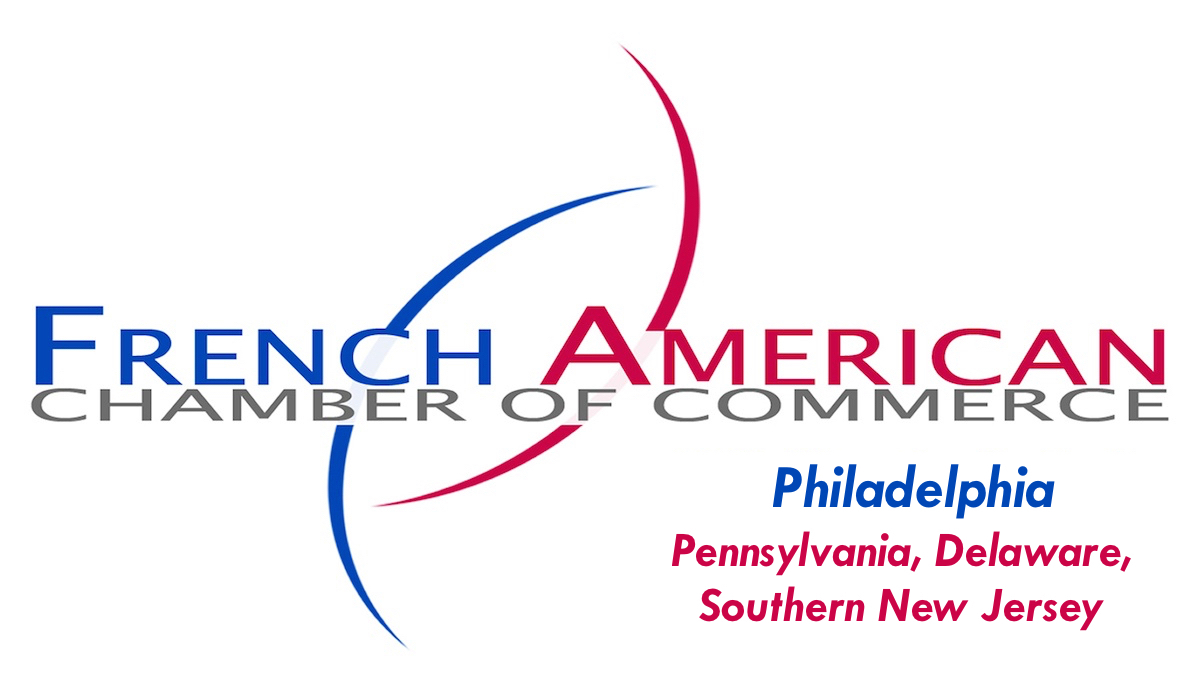 FRENCH AMERICAN
CHAMBER OF COMMERCE
Philadelphia
Pennsylvania, Delaware,
Southern New Jersey